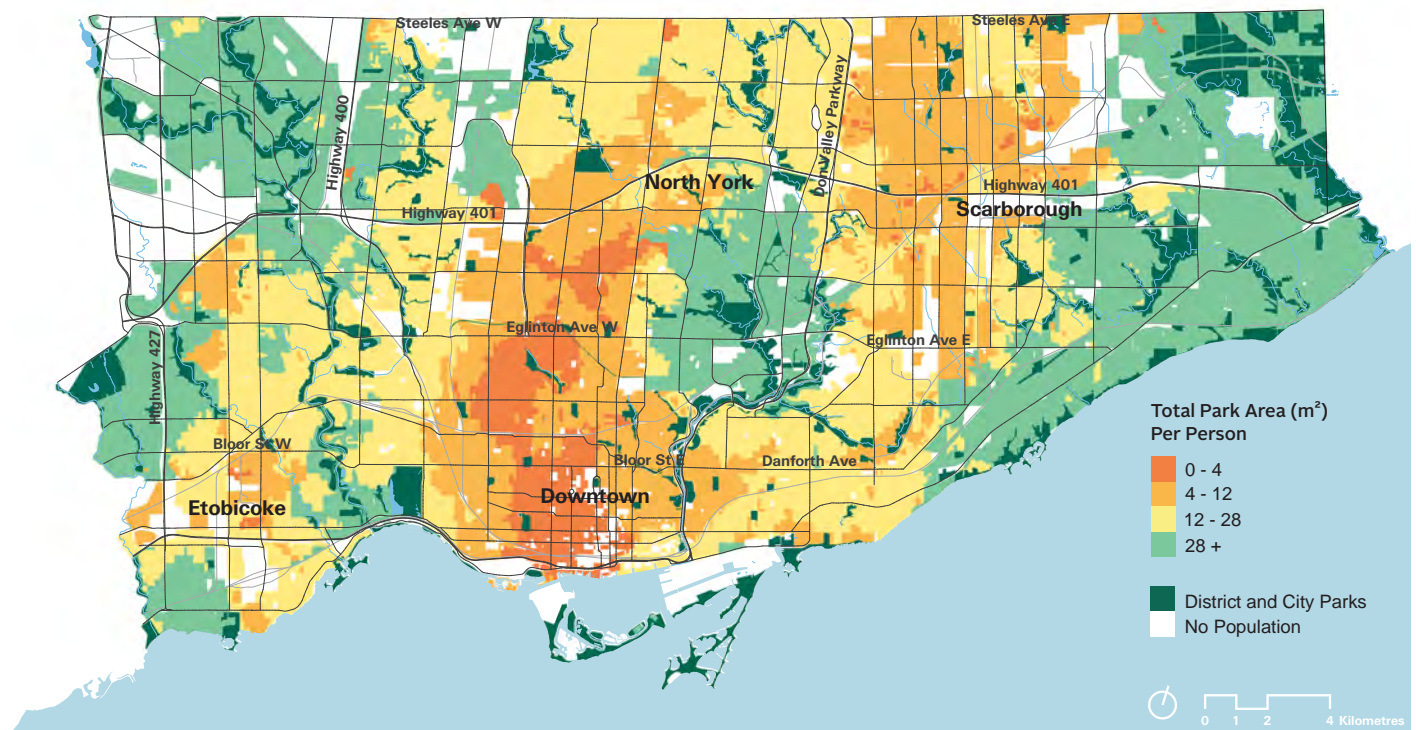 Steeles Ave W
Steeles Ave E
Highway 400
Don Valley Parkway
North York
Highway 401
Highway 401
Scarborough
Eglinton Ave W
Eglinton Ave E
Highway 427
Bloor St W
Bloor St E
Danforth Ave
Etobicoke
Downtown
Total Park Area (m²)
Per Person
0 - 4
4 - 12
12 - 28
28 +
District and City Parks
No Population
0 1 2 4 Kilometres